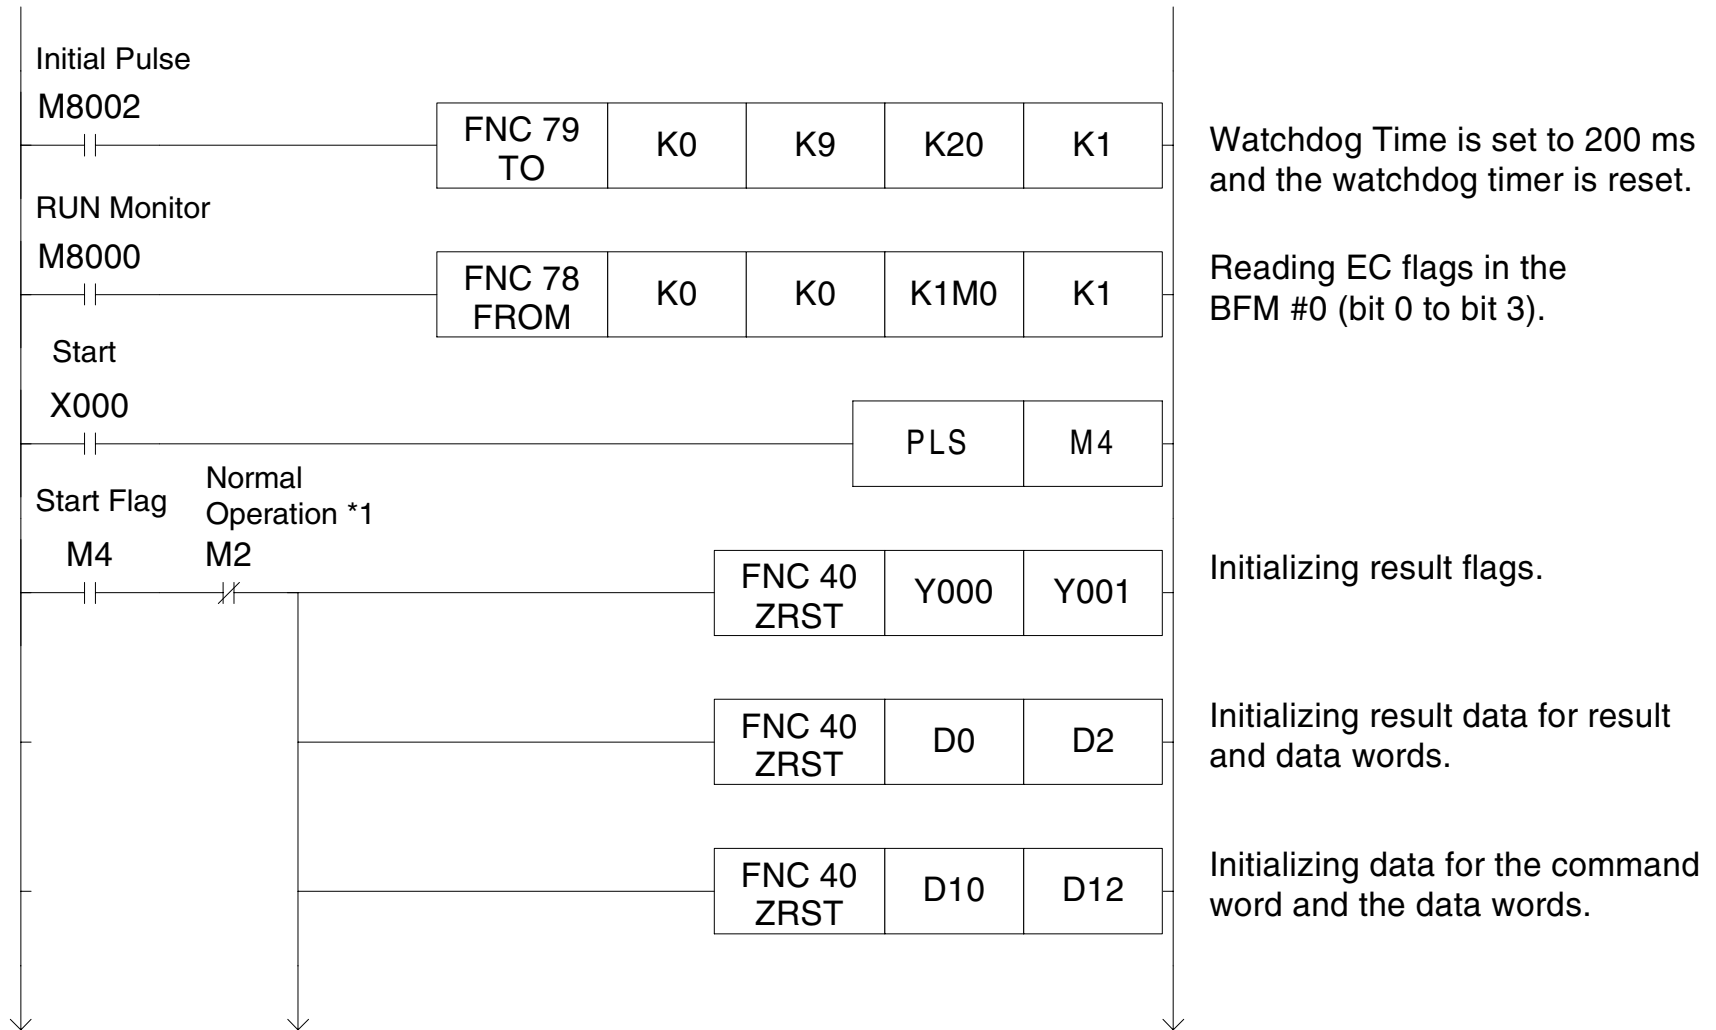 Initial Pulse
M8002
FNC 79
TO
K0
K9
K20
K1
Watchdog Time is set to 200 ms
and the watchdog timer is reset.
RUN Monitor
M8000
FNC 78
FROM
K0
K0
K1M0
K1
Reading EC flags in the
BFM #0 (bit 0 to bit 3).
Start
X000
PLS
M4
Start Flag
Normal
Operation *1
M4
M2
FNC 40
ZRST
Y000
Y001
Initializing result flags.
FNC 40
ZRST
D0
D2
Initializing result data for result
and data words.
FNC 40
ZRST
D10
D12
Initializing data for the command
word and the data words.